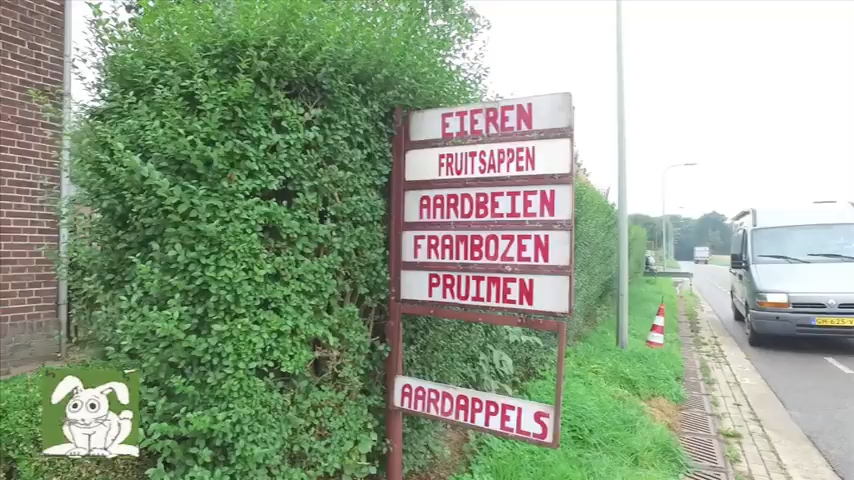 EIEREN
FRUITSAPPEN
AARDBEIEN
FRAMBOZEN
PRUIMEN
AARDAPPELS